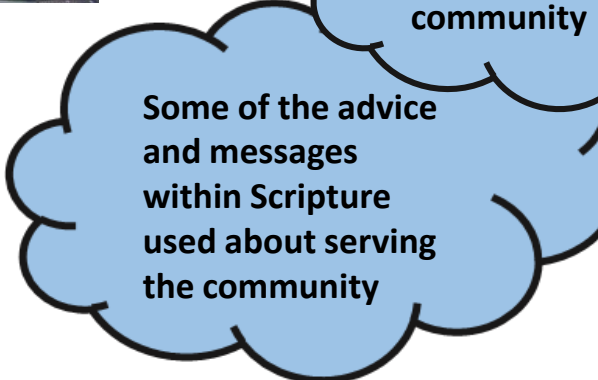 community
Some of the advice
and messages
within Scripture
used about serving
the community